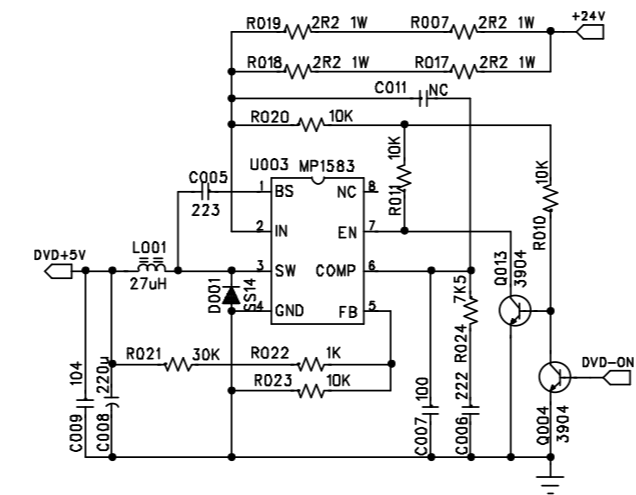 +24V
R019 2R2 1W R007 2R2 1W
R018 2R2 1W R017 2R2 1W
C011 NC
R020 10K
U003 MP1583
10K
R011
10K
R010
C005
223
1 BS NC 8
2 IN EN 7
3 SW COMP 6
4 GND FB 5
DVD+5V
L001
27uH
D001
SS14
Q013
3904
7K5
R024
R021 30K R022 1K
R023 10K
104
C009
220u
C008
100
C007
222
C006
DVD-ON
Q004
3904